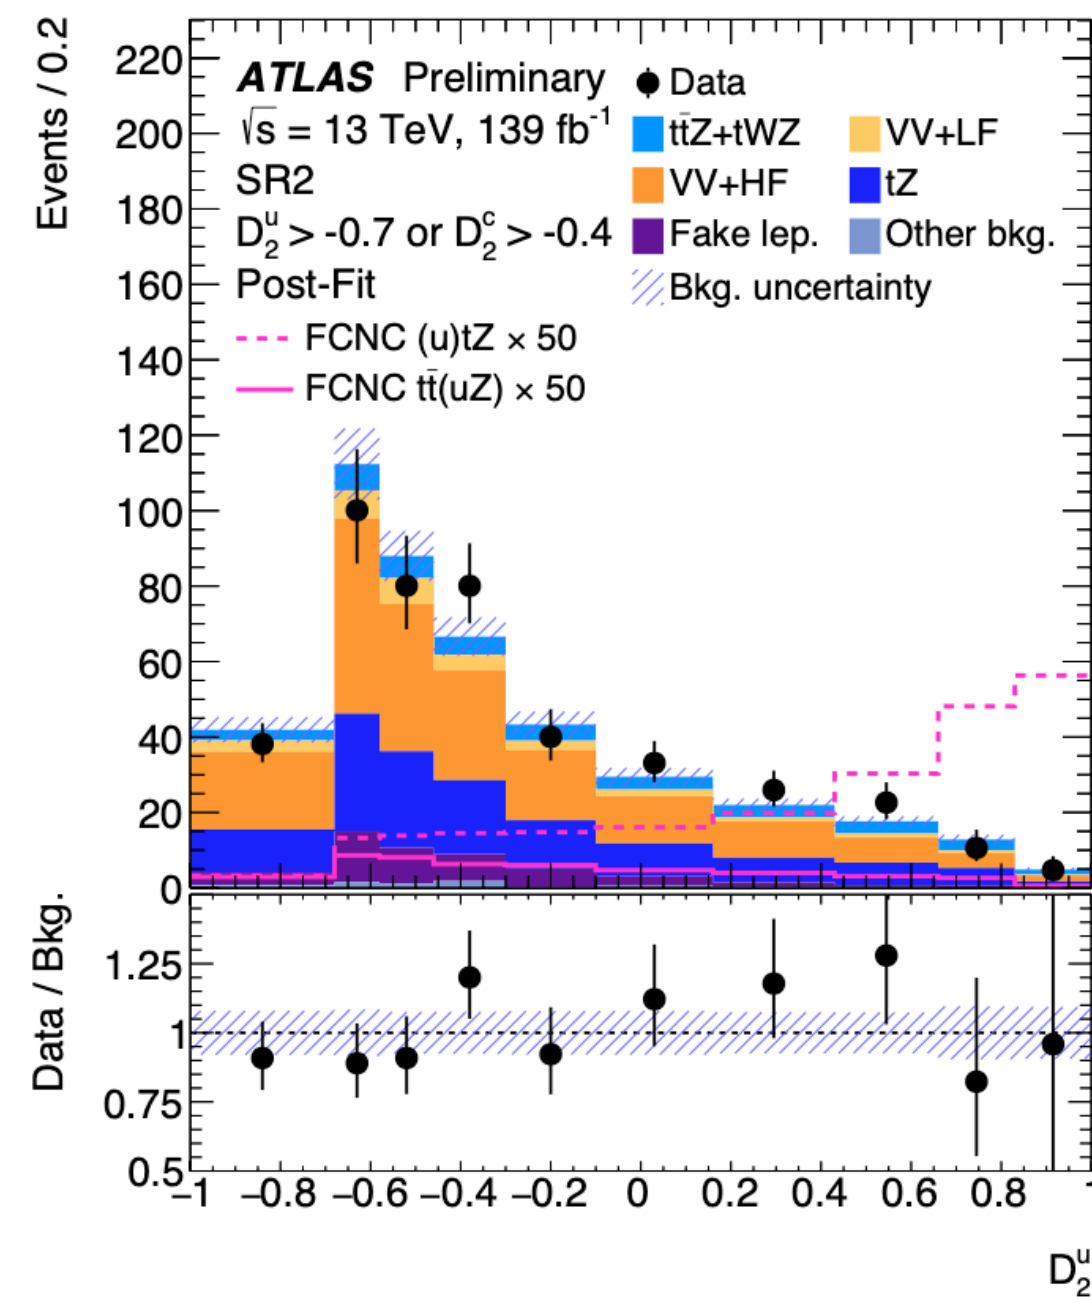 Events / 0.2
220
200
180
160
140
120
100
80
60
40
20
0
ATLAS Preliminary
√s = 13 TeV, 139 fb⁻¹
SR2
D₂ᵘ > -0.7 or D₂ᶜ > -0.4
Post-Fit
FCNC (u)tZ × 50
FCNC tt̄(uZ) × 50
Data
tt̄Z+tWZ
VV+LF
VV+HF
tZ
Fake lep.
Other bkg.
Bkg. uncertainty
Data / Bkg.
1.25
1
0.75
0.5
−1 −0.8 −0.6 −0.4 −0.2 0 0.2 0.4 0.6 0.8
D₂ᵘ